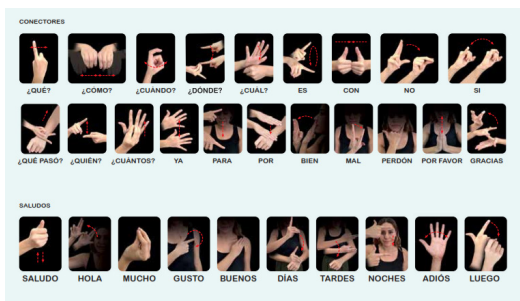 CONECTORES
¿QUÉ? ¿CÓMO? ¿CUÁNDO? ¿DÓNDE? ¿CUÁL? ES CON NO SI
¿QUÉ PASÓ? ¿QUIÉN? ¿CUÁNTOS? YA PARA POR BIEN MAL PERDÓN POR FAVOR GRACIAS
SALUDOS
SALUDO HOLA MUCHO GUSTO BUENOS DÍAS TARDES NOCHES ADIÓS LUEGO